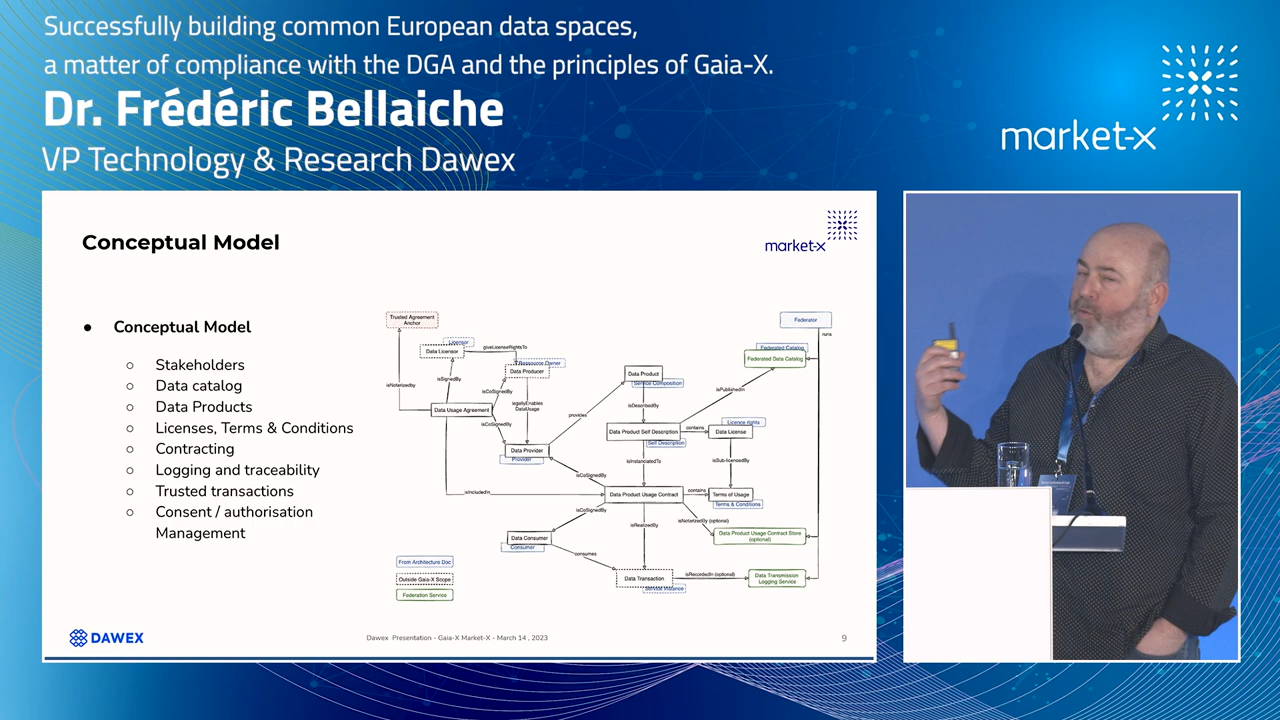 Successfully building common European data spaces,
a matter of compliance with the DGA and the principles of Gaia-X.
Dr. Frédéric Bellaiche
VP Technology & Research Dawex
market-x
Conceptual Model
market-x
● Conceptual Model
○ Stakeholders
○ Data catalog
○ Data Products
○ Licenses, Terms & Conditions
○ Contracting
○ Logging and traceability
○ Trusted transactions
○ Consent / authorisation
Management
Trusted Agreement
Anchor
Federator
runs
Licensor
Data Licensor
giveLicenseRightsTo
Federated Catalog
Federated Data Catalog
Ressource Owner
Data Producer
Data Product
Service Composition
isNotarizedby
isSignedBy
isCoSignedBy
isPublishedIn
legallyEnables
DataUsage
isDescribedBy
Data Usage Agreement
provides
isCoSignedBy
Licence rights
Data Product Self Description
contains
Data License
Self Description
Data Provider
Provider
isInstanciatedTo
isSub-licencedBy
isCoSignedBy
isIncludedIn
Data Product Usage Contract
contains
Terms of Usage
Terms & Conditions
isCoSignedBy
isRealizedBy
isNotarizedBy (optional)
Data Consumer
Consumer
Data Product Usage Contract Store
(optional)
consumes
From Architecture Doc
Outside Gaia-X Scope
Federation Service
Data Transaction
Service Instance
isRecordedIn (optional)
Data Transmission
Logging Service
DAWEX
Dawex Presentation - Gaia-X Market-X - March 14 , 2023
9